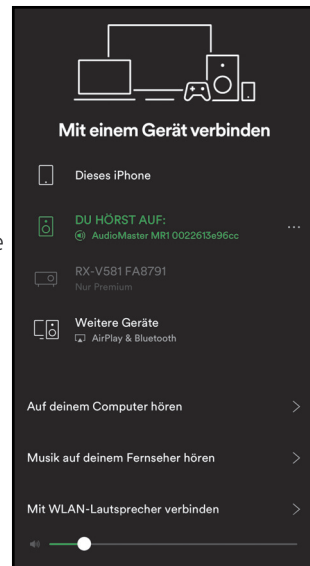 Mit einem Gerät verbinden
Dieses iPhone
DU HÖRST AUF:
AudioMaster MR1 0022613e96cc
e
RX-V581 FA8791
Nur Premium
Weitere Geräte
AirPlay & Bluetooth
Auf deinem Computer hören
Musik auf deinem Fernseher hören
Mit WLAN-Lautsprecher verbinden